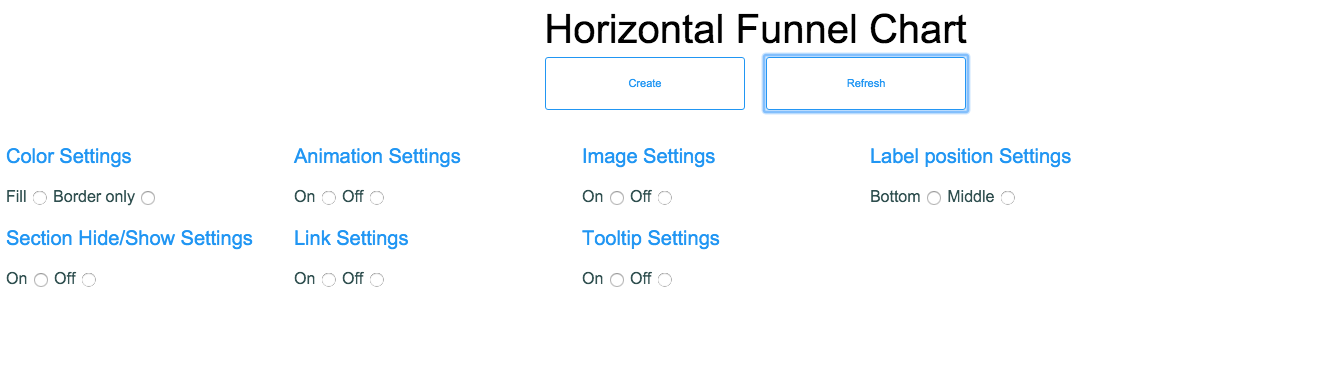 Horizontal Funnel Chart
Create Refresh
Color Settings Animation Settings Image Settings Label position Settings
Fill Border only On Off On Off Bottom Middle
Section Hide/Show Settings Link Settings Tooltip Settings
On Off On Off On Off